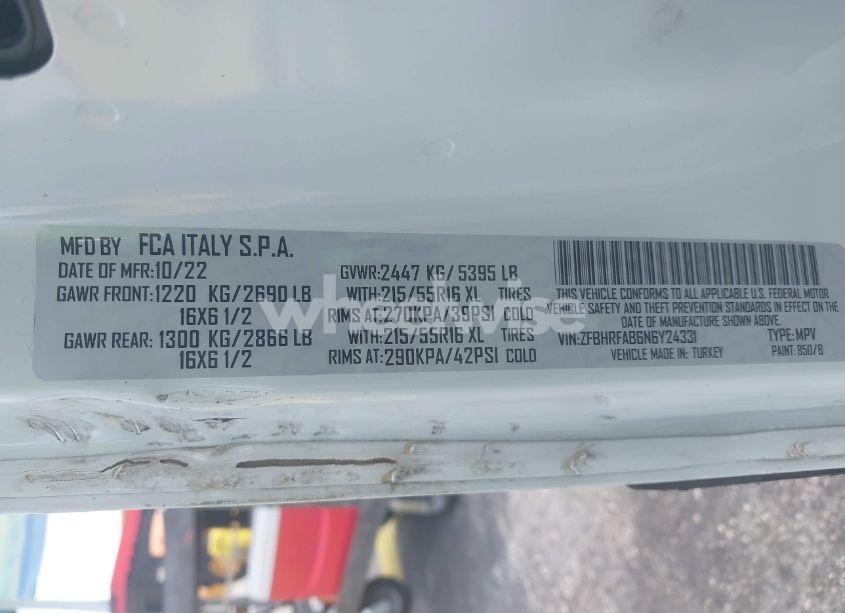 MFD BY FCA ITALY S.P.A.
DATE OF MFR:10/22 GVWR:2447 KG/5395 LB
GAWR FRONT:1220 KG/2690 LB WITH:215/55R16 XL TIRES
16X6 1/2 RIMS AT:270KPA/39PSI COLD
GAWR REAR: 1300 KG/2866 LB WITH:215/55R16 XL TIRES
16X6 1/2 RIMS AT:290KPA/42PSI COLD
THIS VEHICLE CONFORMS TO ALL APPLICABLE U.S. FEDERAL MOTOR
VEHICLE SAFETY AND THEFT PREVENTION STANDARDS IN EFFECT ON
THE DATE OF MANUFACTURE SHOWN ABOVE.
VIN:ZFBHRFAB6N6Y24331 TYPE:MPV
VEHICLE MADE IN: TURKEY PAINT:850/B
wheelwise